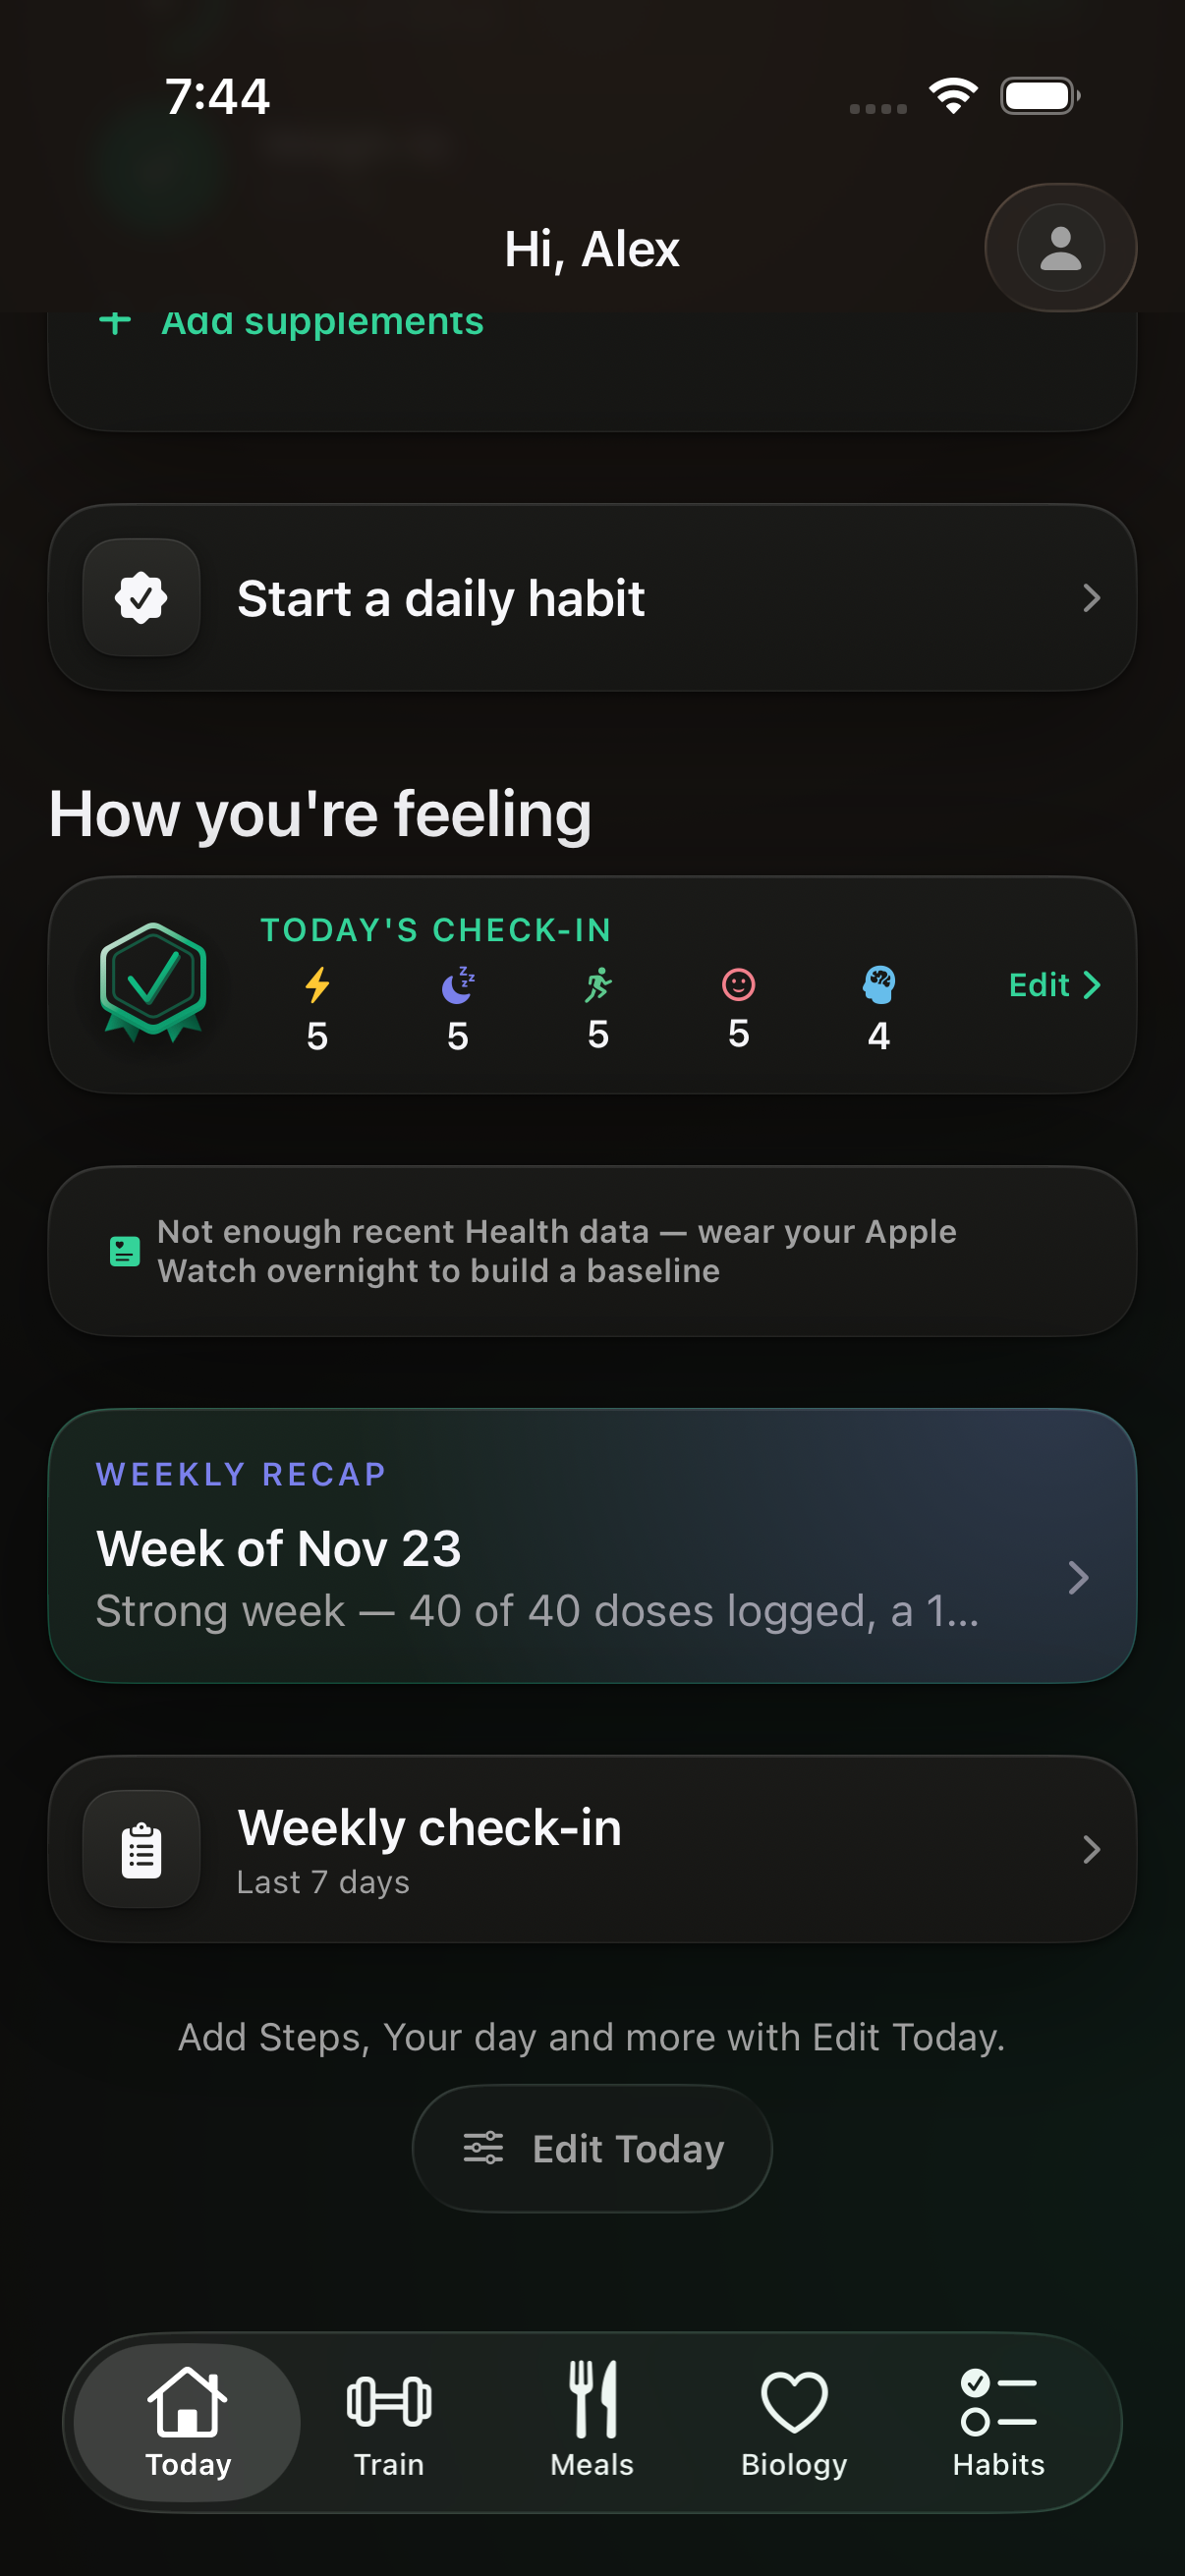 7:44
Hi, Alex
Add supplements
Start a daily habit
How you're feeling
TODAY'S CHECK-IN
5 5 5 5 4
Edit
Not enough recent Health data — wear your Apple
Watch overnight to build a baseline
WEEKLY RECAP
Week of Nov 23
Strong week — 40 of 40 doses logged, a 1...
Weekly check-in
Last 7 days
Add Steps, Your day and more with Edit Today.
Edit Today
Today Train Meals Biology Habits